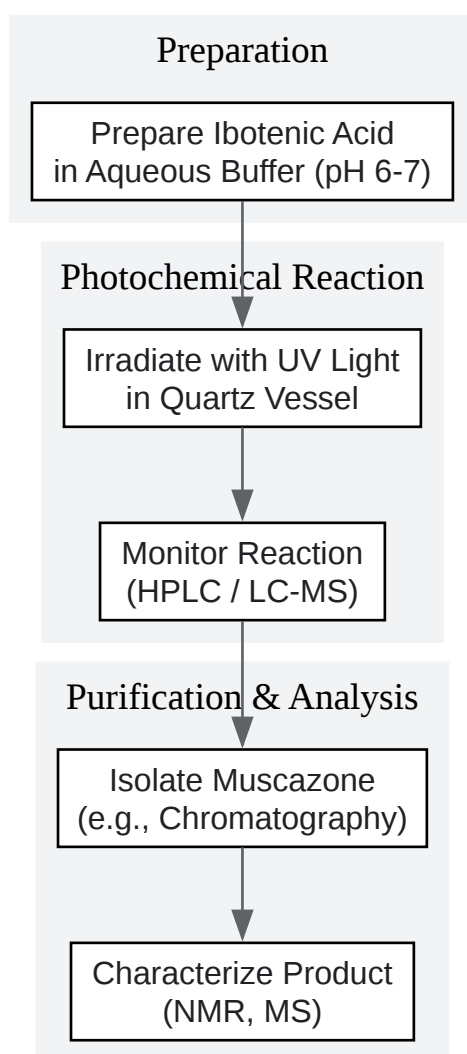 Preparation
Prepare Ibotenic Acid
in Aqueous Buffer (pH 6-7)
Photochemical Reaction
Irradiate with UV Light
in Quartz Vessel
Monitor Reaction
(HPLC / LC-MS)
Purification & Analysis
Isolate Muscazone
(e.g., Chromatography)
Characterize Product
(NMR, MS)